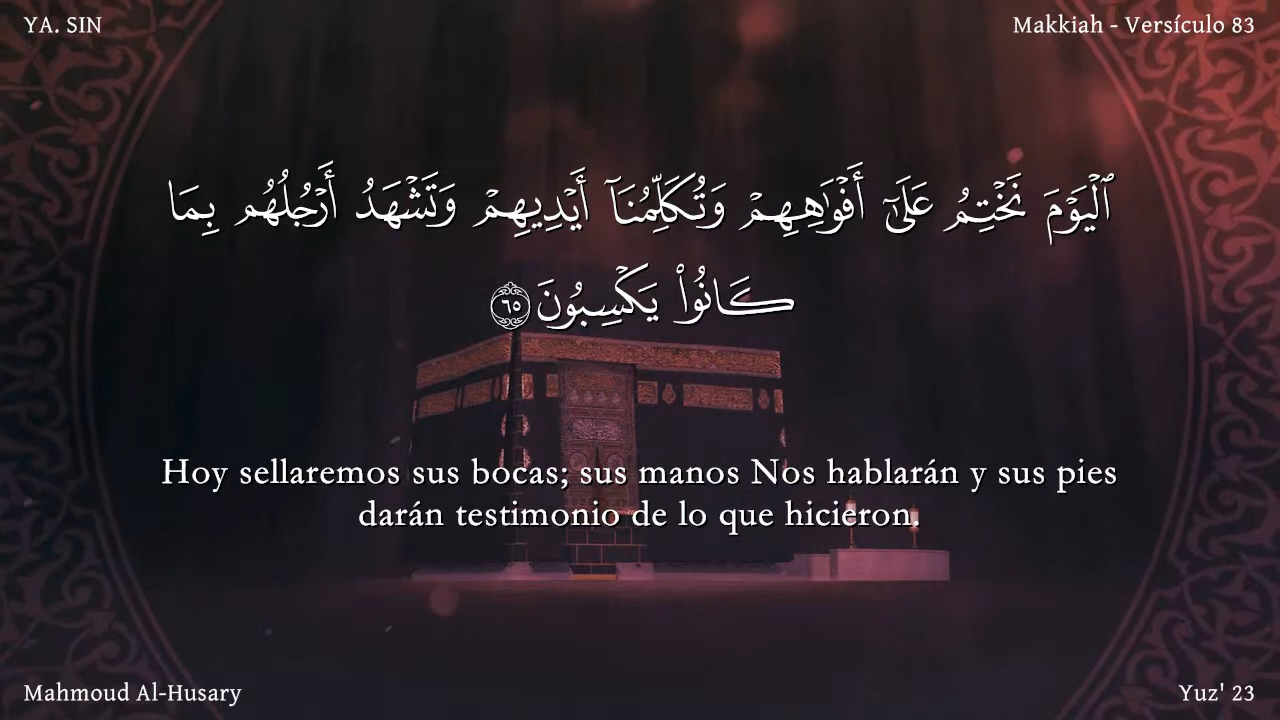 YA. SIN
Makkiah - Versículo 83
ٱلۡيَوۡمَ نَخۡتِمُ عَلَىٰٓ أَفۡوَٰهِهِمۡ وَتُكَلِّمُنَآ أَيۡدِيهِمۡ وَتَشۡهَدُ أَرۡجُلُهُم بِمَا
كَانُواْ يَكۡسِبُونَ ٦٥
Hoy sellaremos sus bocas; sus manos Nos hablarán y sus pies
darán testimonio de lo que hicieron.
Mahmoud Al-Husary
Yuz' 23